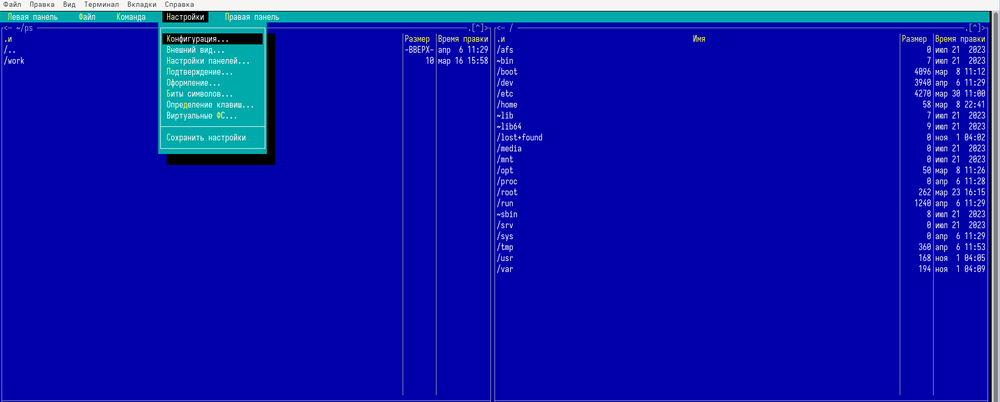 Файл Правка Вид Терминал Вкладки Справка
Левая панель Файл Команда Настройки Правая панель
<─ ~/ps .[^]> <─ / .[^]>
.и Размер Время правки
/.. -ВВЕРХ- апр 6 11:29
/work 10 мар 16 15:58
Конфигурация...
Внешний вид...
Настройки панелей...
Подтверждение...
Оформление...
Биты символов...
Определение клавиш...
Виртуальные ФС...
Сохранить настройки
.и Имя Размер Время правки
/afs 0 июл 21 2023
~bin 7 июл 21 2023
/boot 4096 мар 8 11:12
/dev 3940 апр 6 11:29
/etc 4270 мар 30 11:00
/home 58 мар 8 22:41
~lib 7 июл 21 2023
~lib64 9 июл 21 2023
/lost+found 0 ноя 1 04:02
/media 0 июл 21 2023
/mnt 0 июл 21 2023
/opt 50 мар 8 11:26
/proc 0 апр 6 11:28
/root 262 мар 23 16:15
/run 1240 апр 6 11:29
~sbin 8 июл 21 2023
/srv 0 июл 21 2023
/sys 0 апр 6 11:29
/tmp 360 апр 6 11:53
/usr 168 ноя 1 04:05
/var 194 ноя 1 04:09